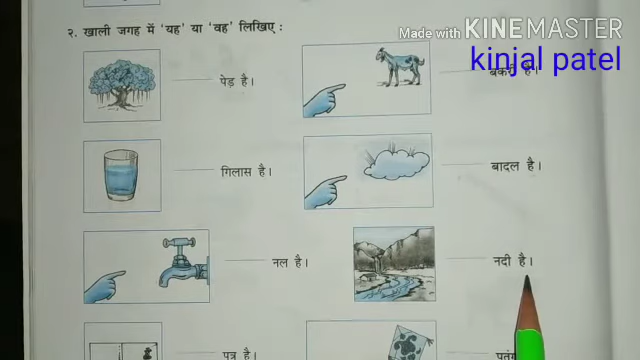 Made with KINEMASTER
kinjal patel
२. खाली जगह में 'यह' या 'वह' लिखिए :
पेड़ है। बकरी है।
गिलास है। बादल है।
नल है। नदी है।
पत्र है।